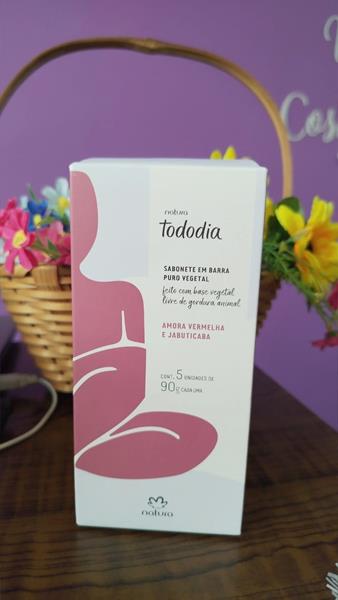 natura
tododia
SABONETE EM BARRA
PURO VEGETAL
feito com base vegetal,
livre de gordura animal
AMORA VERMELHA
E JABUTICABA
CONT. 5 UNIDADES DE
90g CADA UMA
natura